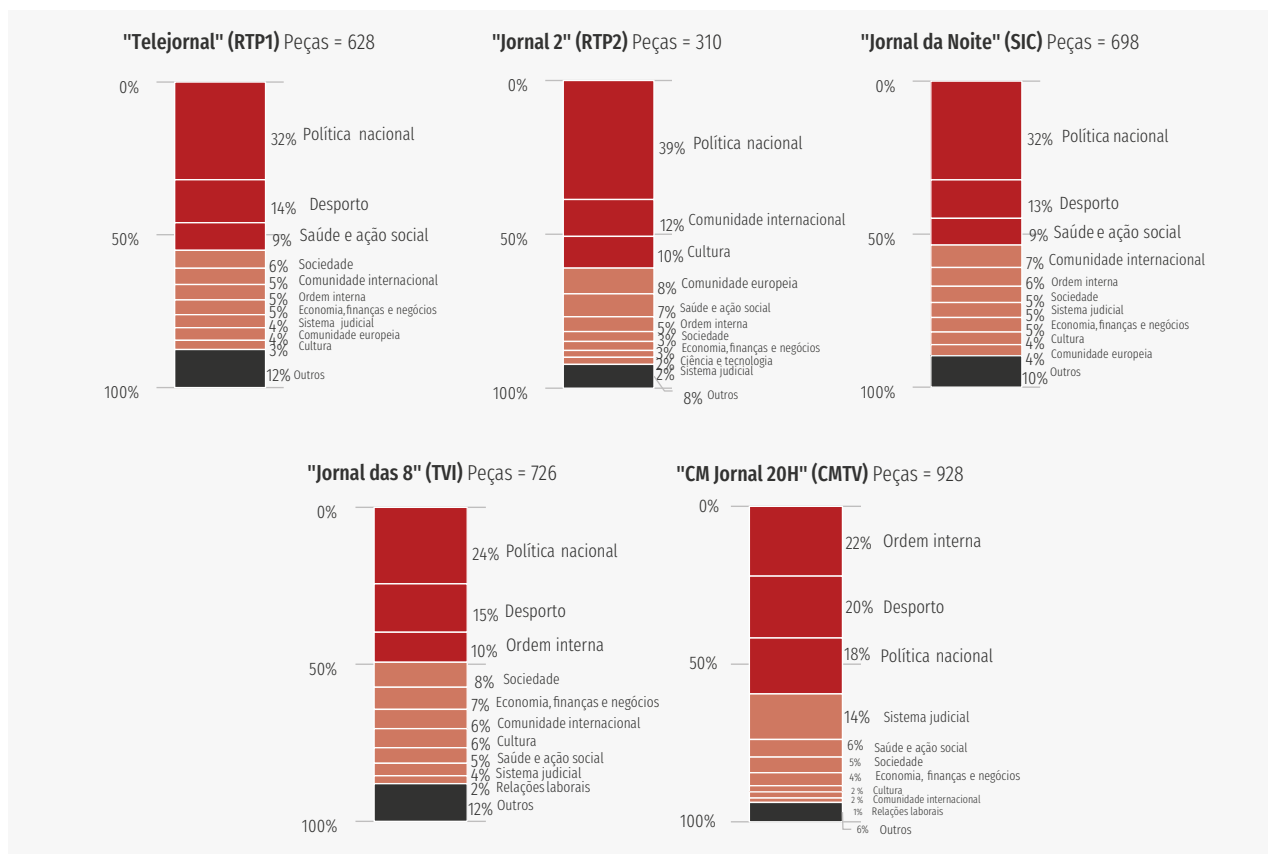 "Telejornal" (RTP1) Peças = 628
0%
50%
100%
32% Política nacional
14% Desporto
9% Saúde e ação social
6% Sociedade
5% Comunidade internacional
5% Ordem interna
5% Economia, finanças e negócios
4% Sistema judicial
4% Comunidade europeia
3% Cultura
12% Outros
"Jornal 2" (RTP2) Peças = 310
0%
50%
100%
39% Política nacional
12% Comunidade internacional
10% Cultura
8% Comunidade europeia
7% Saúde e ação social
5% Ordem interna
3% Sociedade
3% Economia, finanças e negócios
2% Ciência e tecnologia
2% Sistema judicial
8% Outros
"Jornal da Noite" (SIC) Peças = 698
0%
50%
100%
32% Política nacional
13% Desporto
9% Saúde e ação social
7% Comunidade internacional
6% Ordem interna
5% Sociedade
5% Sistema judicial
5% Economia, finanças e negócios
4% Cultura
4% Comunidade europeia
10% Outros
"Jornal das 8" (TVI) Peças = 726
0%
50%
100%
24% Política nacional
15% Desporto
10% Ordem interna
8% Sociedade
7% Economia, finanças e negócios
6% Comunidade internacional
6% Cultura
5% Saúde e ação social
4% Sistema judicial
2% Relações laborais
12% Outros
"CM Jornal 20H" (CMTV) Peças = 928
0%
50%
100%
22% Ordem interna
20% Desporto
18% Política nacional
14% Sistema judicial
6% Saúde e ação social
5% Sociedade
4% Economia, finanças e negócios
2 % Cultura
2 % Comunidade internacional
1% Relações laborais
6% Outros